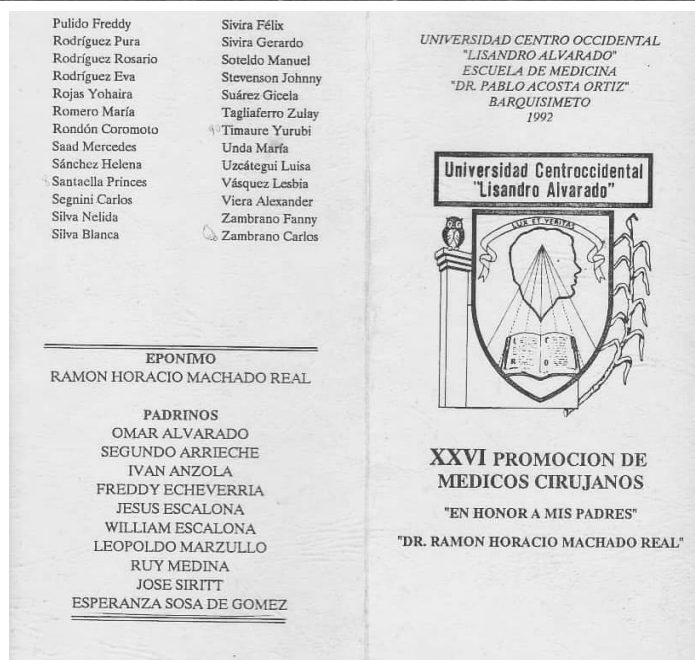 Pulido Freddy
Rodríguez Pura
Rodríguez Rosario
Rodríguez Eva
Rojas Yohaira
Romero María
Rondón Coromoto
Saad Mercedes
Sánchez Helena
Santaella Princes
Segnini Carlos
Silva Nelida
Silva Blanca
Sivira Félix
Sivira Gerardo
Soteldo Manuel
Stevenson Johnny
Suárez Gicela
Tagliaferro Zulay
Timaure Yurubi
Unda María
Uzcátegui Luisa
Vásquez Lesbia
Viera Alexander
Zambrano Fanny
Zambrano Carlos
EPONIMO
RAMON HORACIO MACHADO REAL
PADRINOS
OMAR ALVARADO
SEGUNDO ARRIECHE
IVAN ANZOLA
FREDDY ECHEVERRIA
JESUS ESCALONA
WILLIAM ESCALONA
LEOPOLDO MARZULLO
RUY MEDINA
JOSE SIRITT
ESPERANZA SOSA DE GOMEZ
UNIVERSIDAD CENTRO OCCIDENTAL
"LISANDRO ALVARADO"
ESCUELA DE MEDICINA
"DR. PABLO ACOSTA ORTIZ"
BARQUISIMETO
1992
Universidad Centroccidental
"Lisandro Alvarado"
LUX ET VERITAS
XXVI PROMOCION DE
MEDICOS CIRUJANOS
"EN HONOR A MIS PADRES"
"DR. RAMON HORACIO MACHADO REAL"